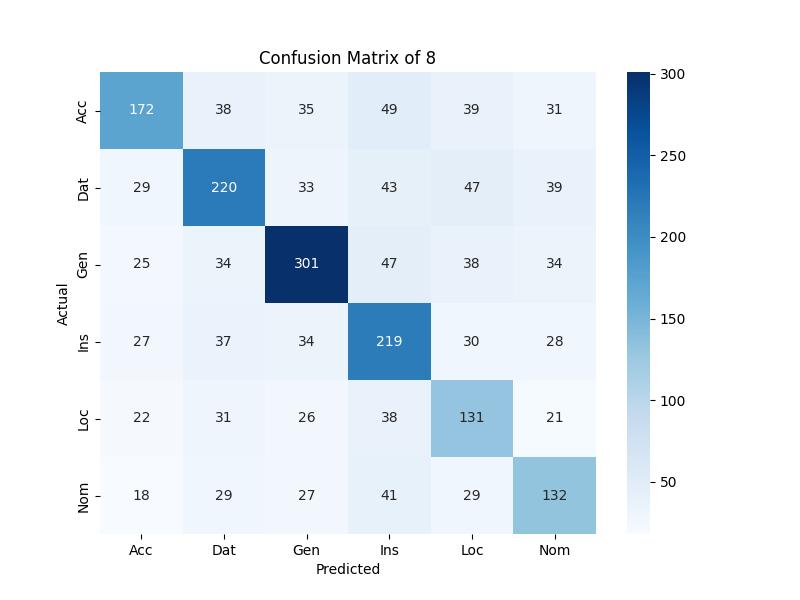 Confusion Matrix of 8
Acc 172 38 35 49 39 31
Dat 29 220 33 43 47 39
Gen 25 34 301 47 38 34
Ins 27 37 34 219 30 28
Loc 22 31 26 38 131 21
Nom 18 29 27 41 29 132
Acc Dat Gen Ins Loc Nom
Predicted
Actual
300
250
200
150
100
50